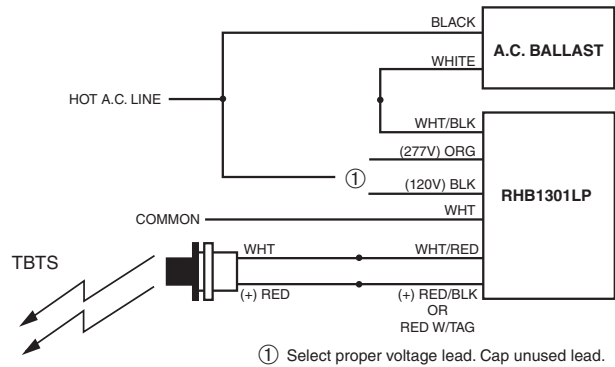 BLACK
A.C. BALLAST
WHITE
HOT A.C. LINE
WHT/BLK
(277V) ORG
①
(120V) BLK
RHB1301LP
WHT
COMMON
TBTS
WHT
WHT/RED
(+) RED
(+) RED/BLK
OR
RED W/TAG
① Select proper voltage lead. Cap unused lead.